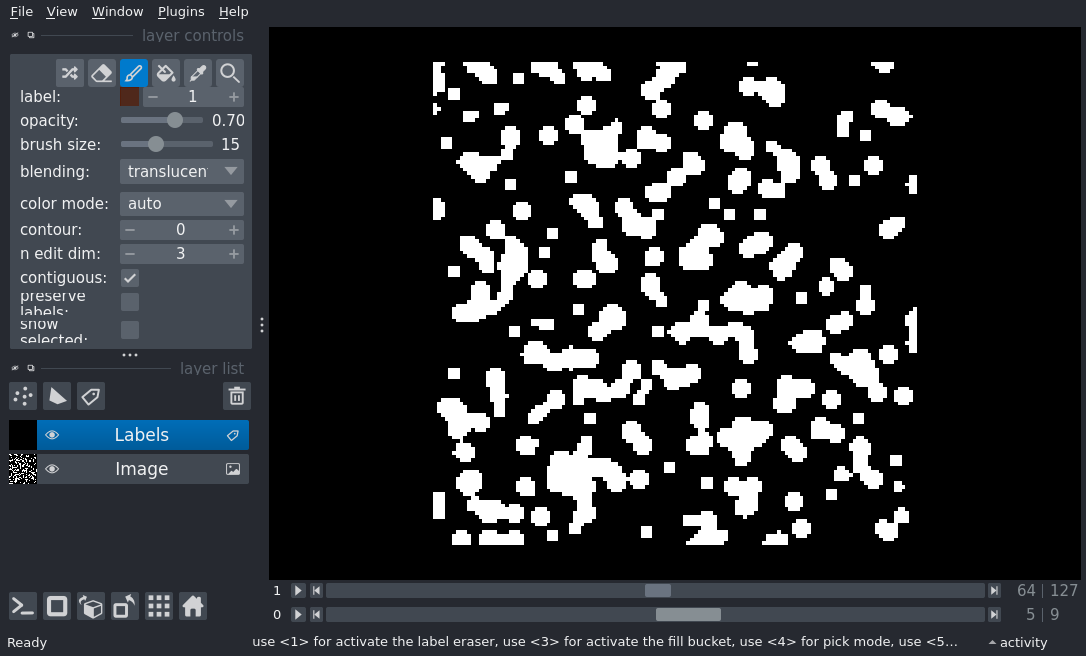 File View Window Plugins Help
layer controls
label: 1
opacity: 0.70
brush size: 15
blending: translucen
color mode: auto
contour: 0
n edit dim: 3
contiguous:
preserve
labels:
show
selected:
layer list
Labels
Image
1 64 127
0 5 9
Ready use <1> for activate the label eraser, use <3> for activate the fill bucket, use <4> for pick mode, use <5... activity